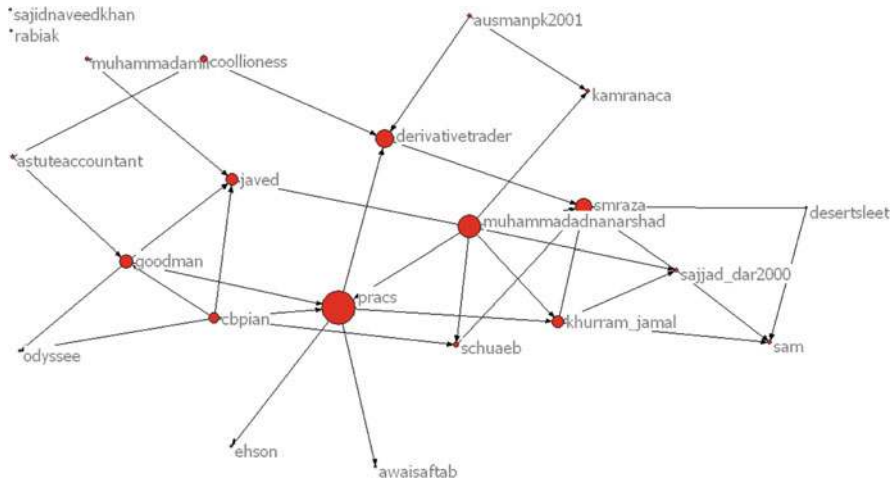 sajidnaveedkhan
rabiak
ausmanpk2001
coollioness
kamranaca
derivativetrader
astuteaccountant
javed
smraza
desertsleet
muhammadadnanarshad
goodman
sajjad_dar2000
pracs
cbpian
khurram_jamal
schuaeb
sam
odyssee
ehson
awaisaftab